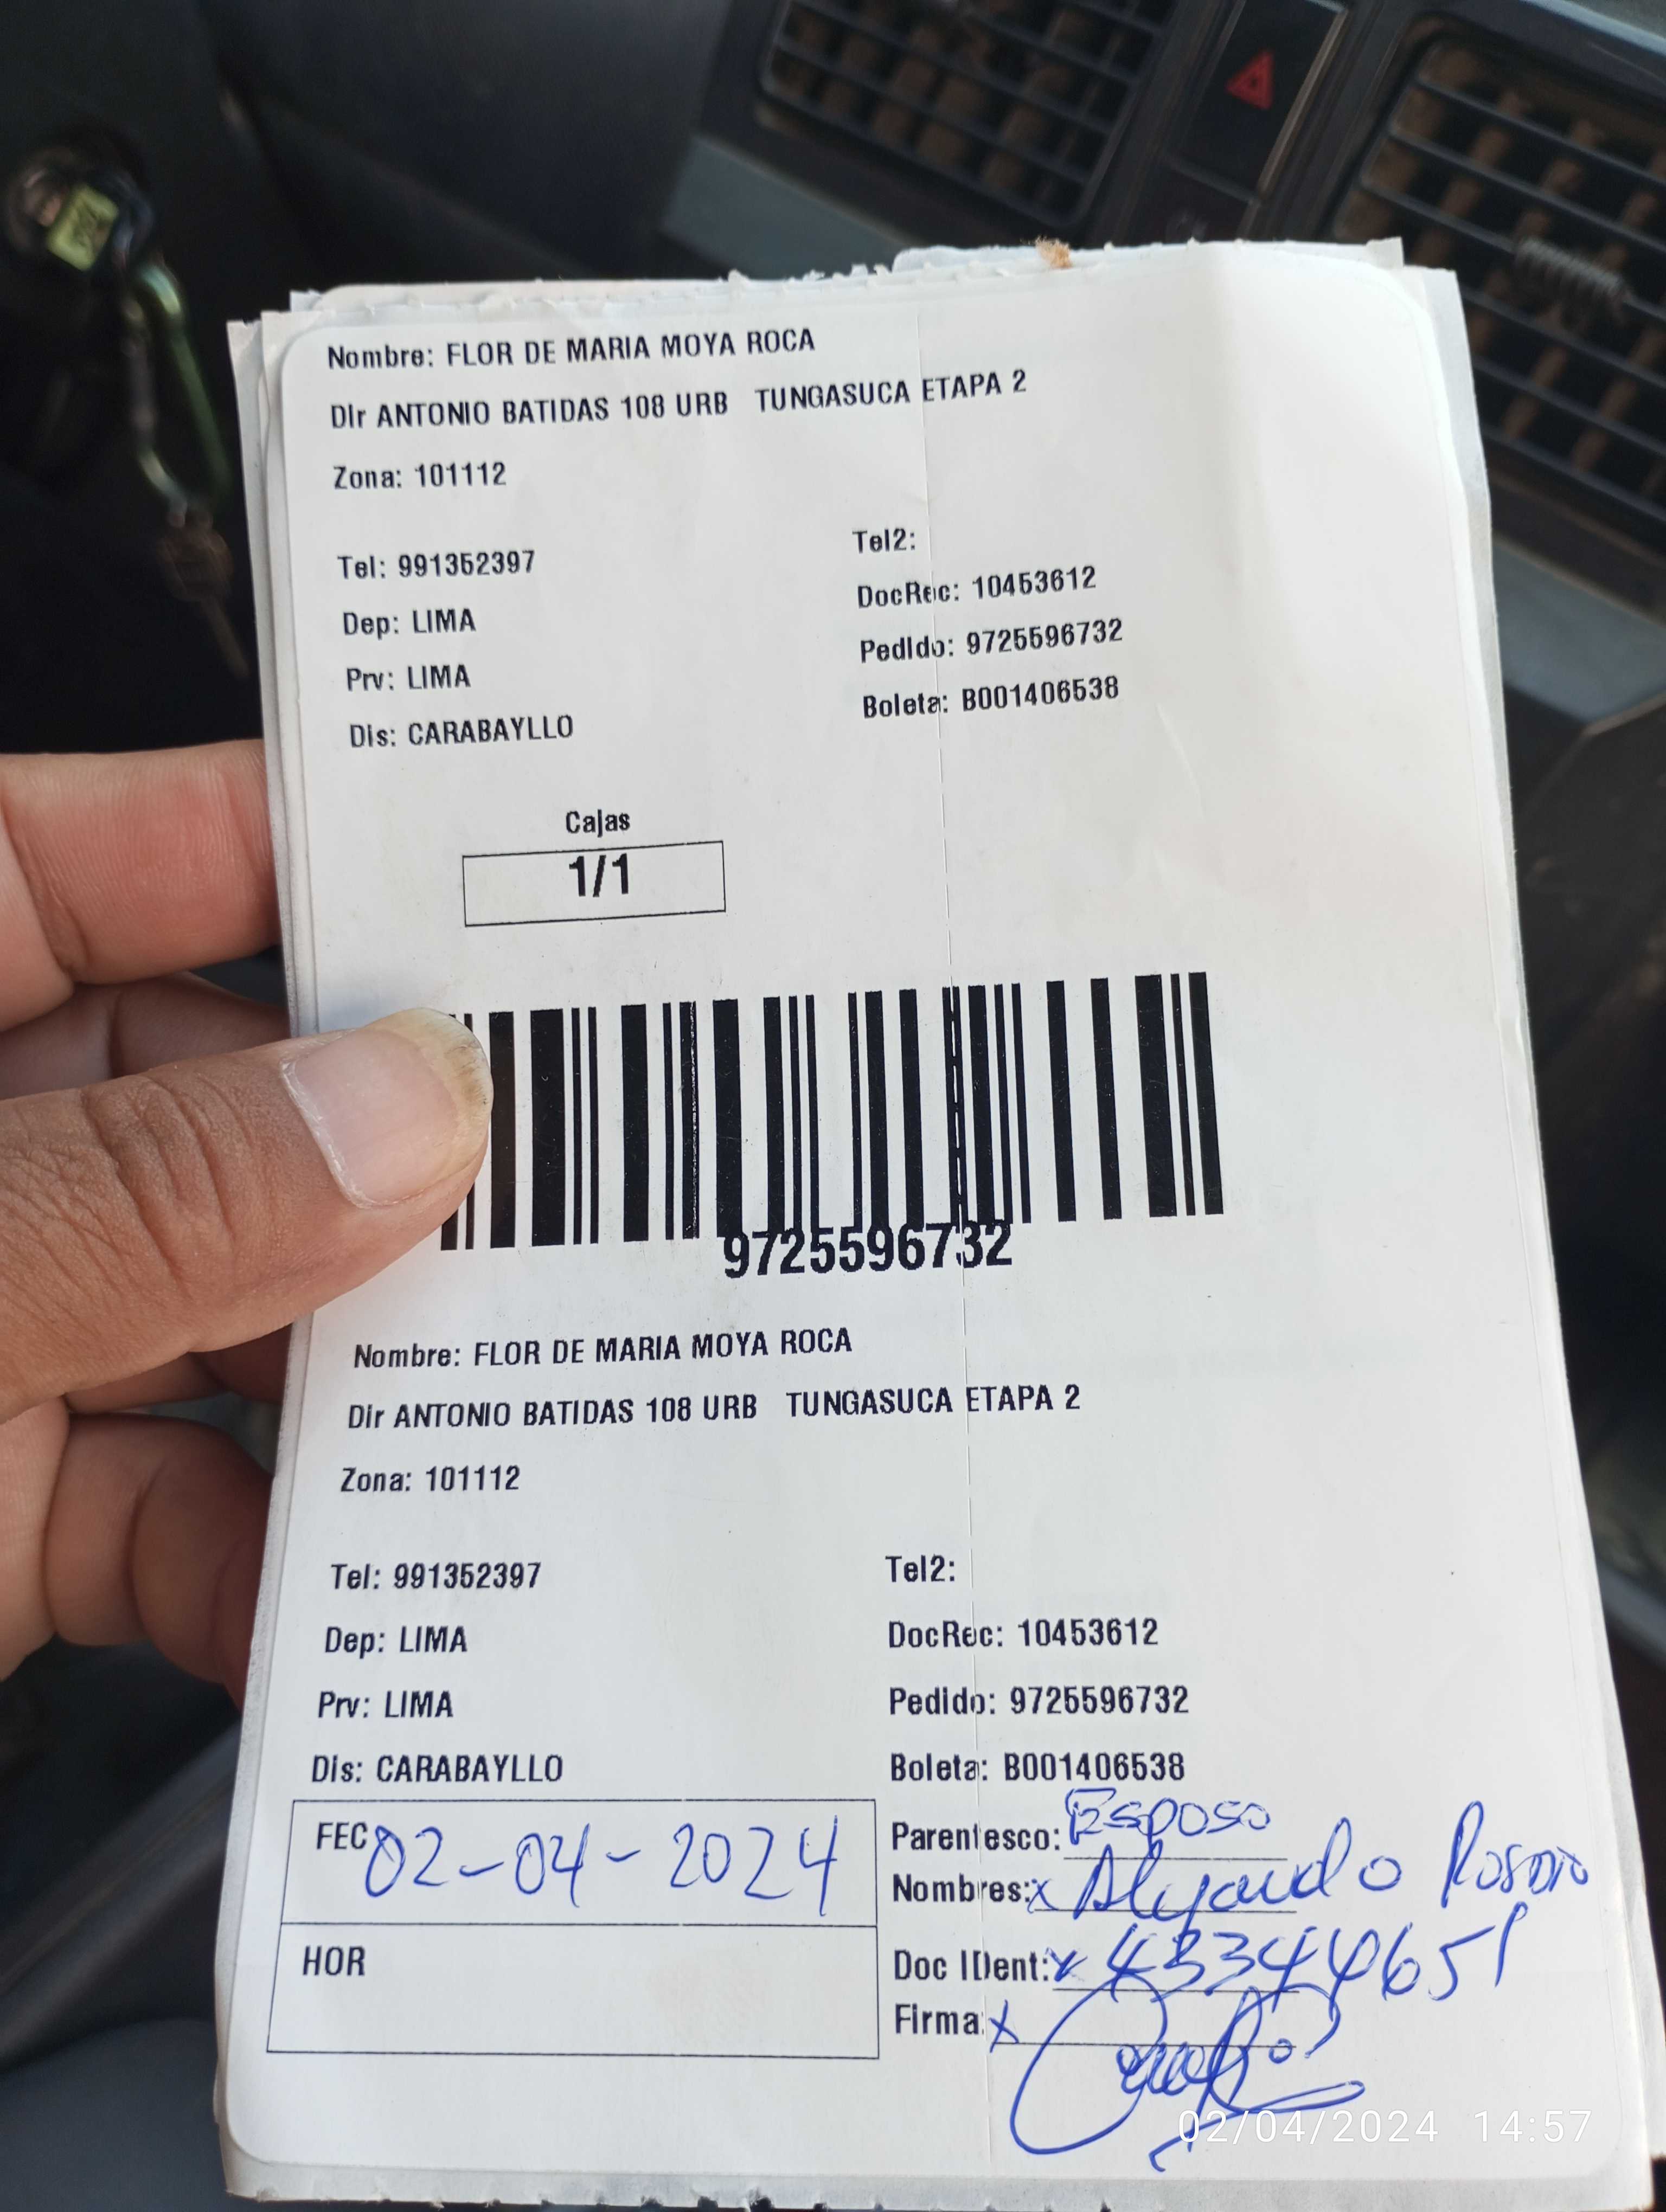 Nombre: FLOR DE MARIA MOYA ROCA
Dir ANTONIO BATIDAS 108 URB TUNGASUCA ETAPA 2
Zona: 101112
Tel: 991352397
Tel2:
Dep: LIMA
DocRec: 10453612
Prv: LIMA
Pedido: 9725596732
Dis: CARABAYLLO
Boleta: B001406538
Cajas
1/1
9725596732
Nombre: FLOR DE MARIA MOYA ROCA
Dir ANTONIO BATIDAS 108 URB TUNGASUCA ETAPA 2
Zona: 101112
Tel: 991352397
Tel2:
Dep: LIMA
DocRec: 10453612
Prv: LIMA
Pedido: 9725596732
Dis: CARABAYLLO
Boleta: B001406538
FEC 02-04-2024
Parentesco: Esposo
Nombres: x
HOR
Doc IDent: x 43344651
Firma: x
02/04/2024 14:57